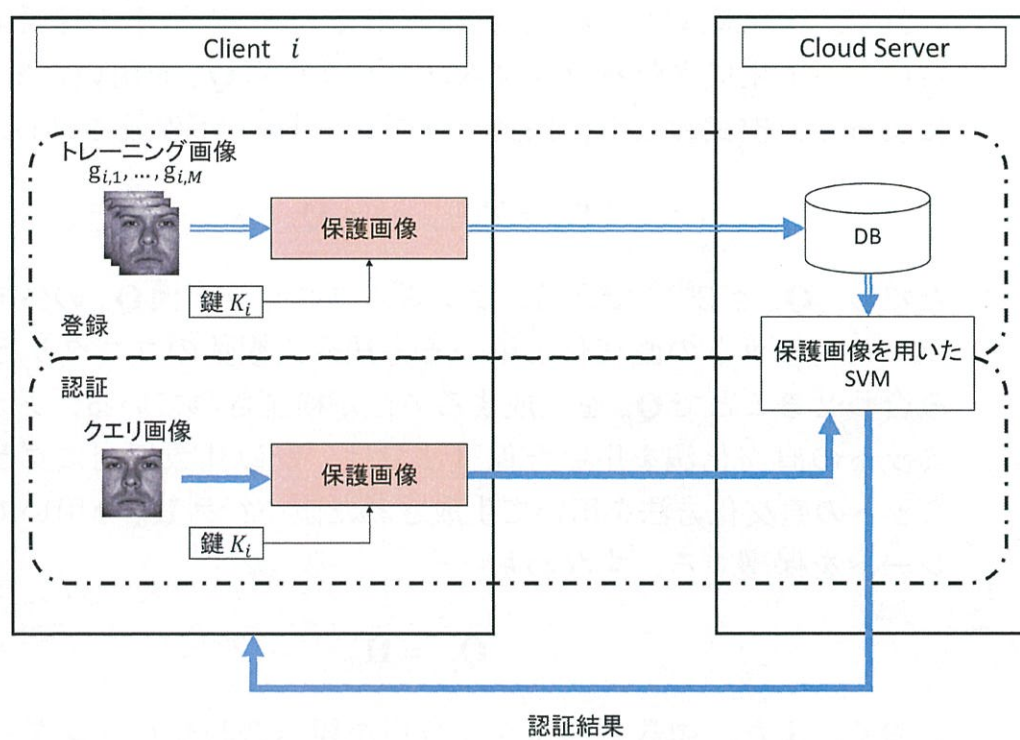 Client i
Cloud Server
トレーニング画像
g_{i,1}, ..., g_{i,M}
保護画像
DB
鍵 K_i
登録
保護画像を用いた
SVM
認証
クエリ画像
保護画像
鍵 K_i
認証結果